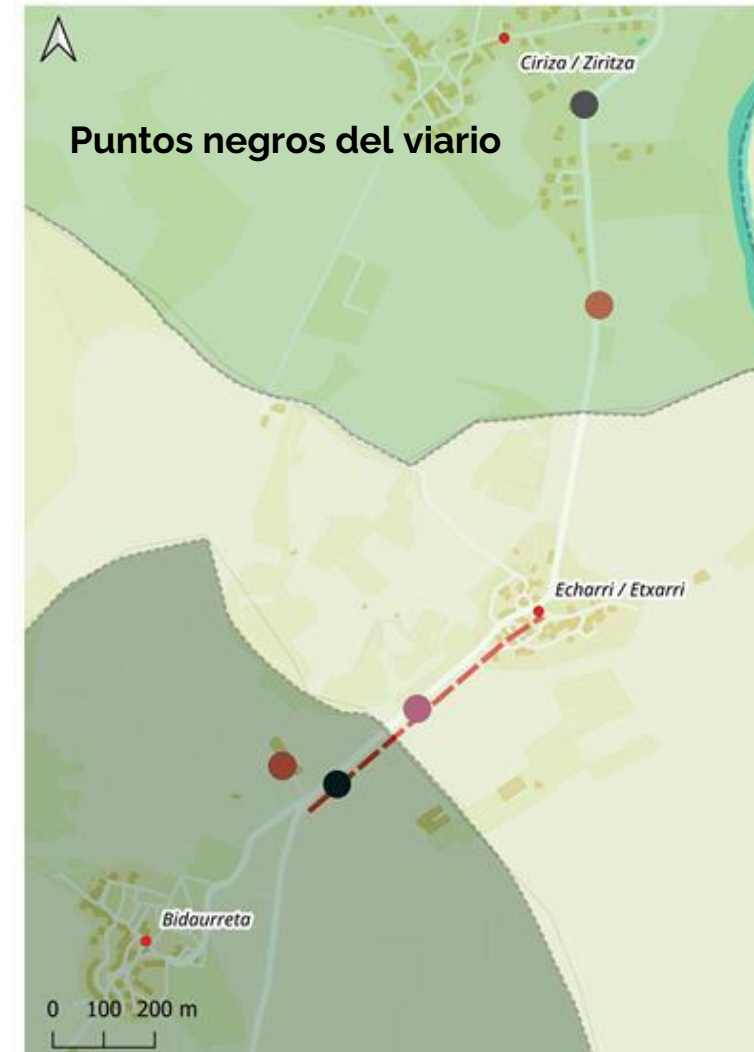 Ciriza / Ziritza
Puntos negros del viario
Echarri / Etxarri
Bidaurreta
0 100 200 m